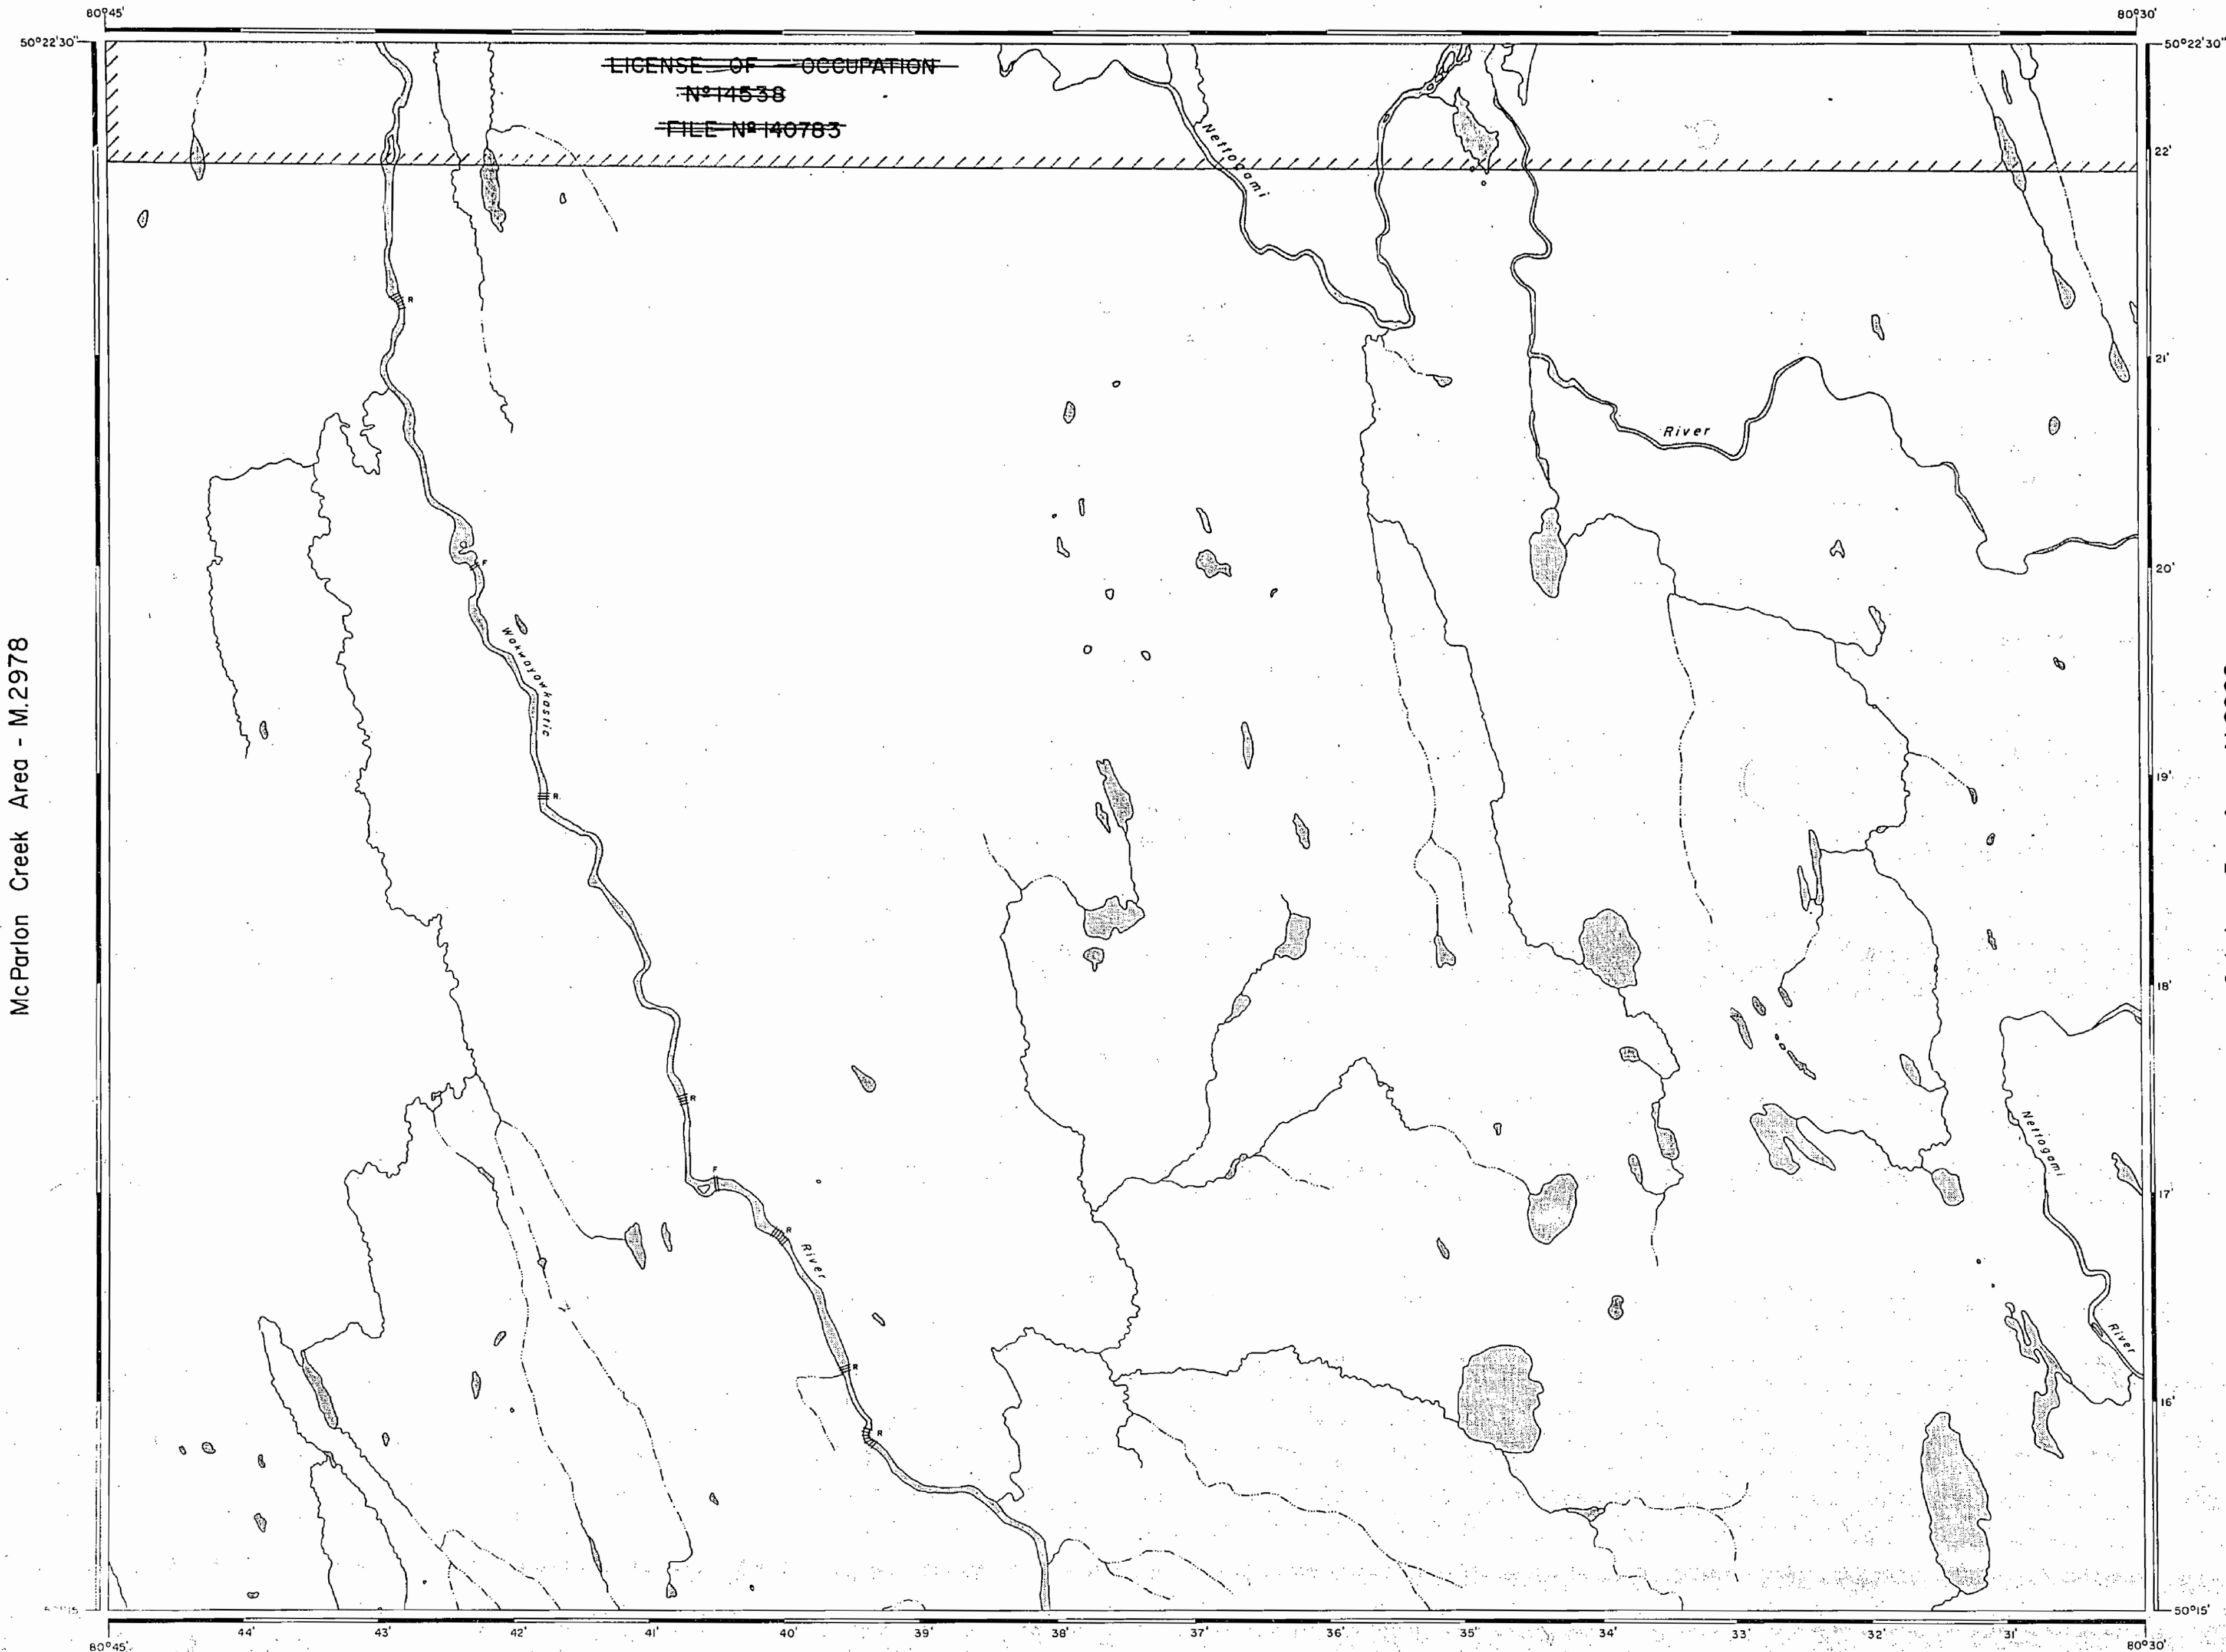 80°45'
80°30'
50°22'30"
50°22'30"
LICENSE OF OCCUPATION
Nº 14538
FILE Nº 140783
22'
Nettogami
R
21'
River
F
20'
Wakwayowkastic
McParlon Creek Area - M.2978
R.
19'
18'
R
Nettogami
F
17'
R
River
River
R
16'
R
50°15'
80°45'
44'
43'
42'
41'
40'
39'
38'
37'
36'
35'
34'
33'
32'
31'
80°30'